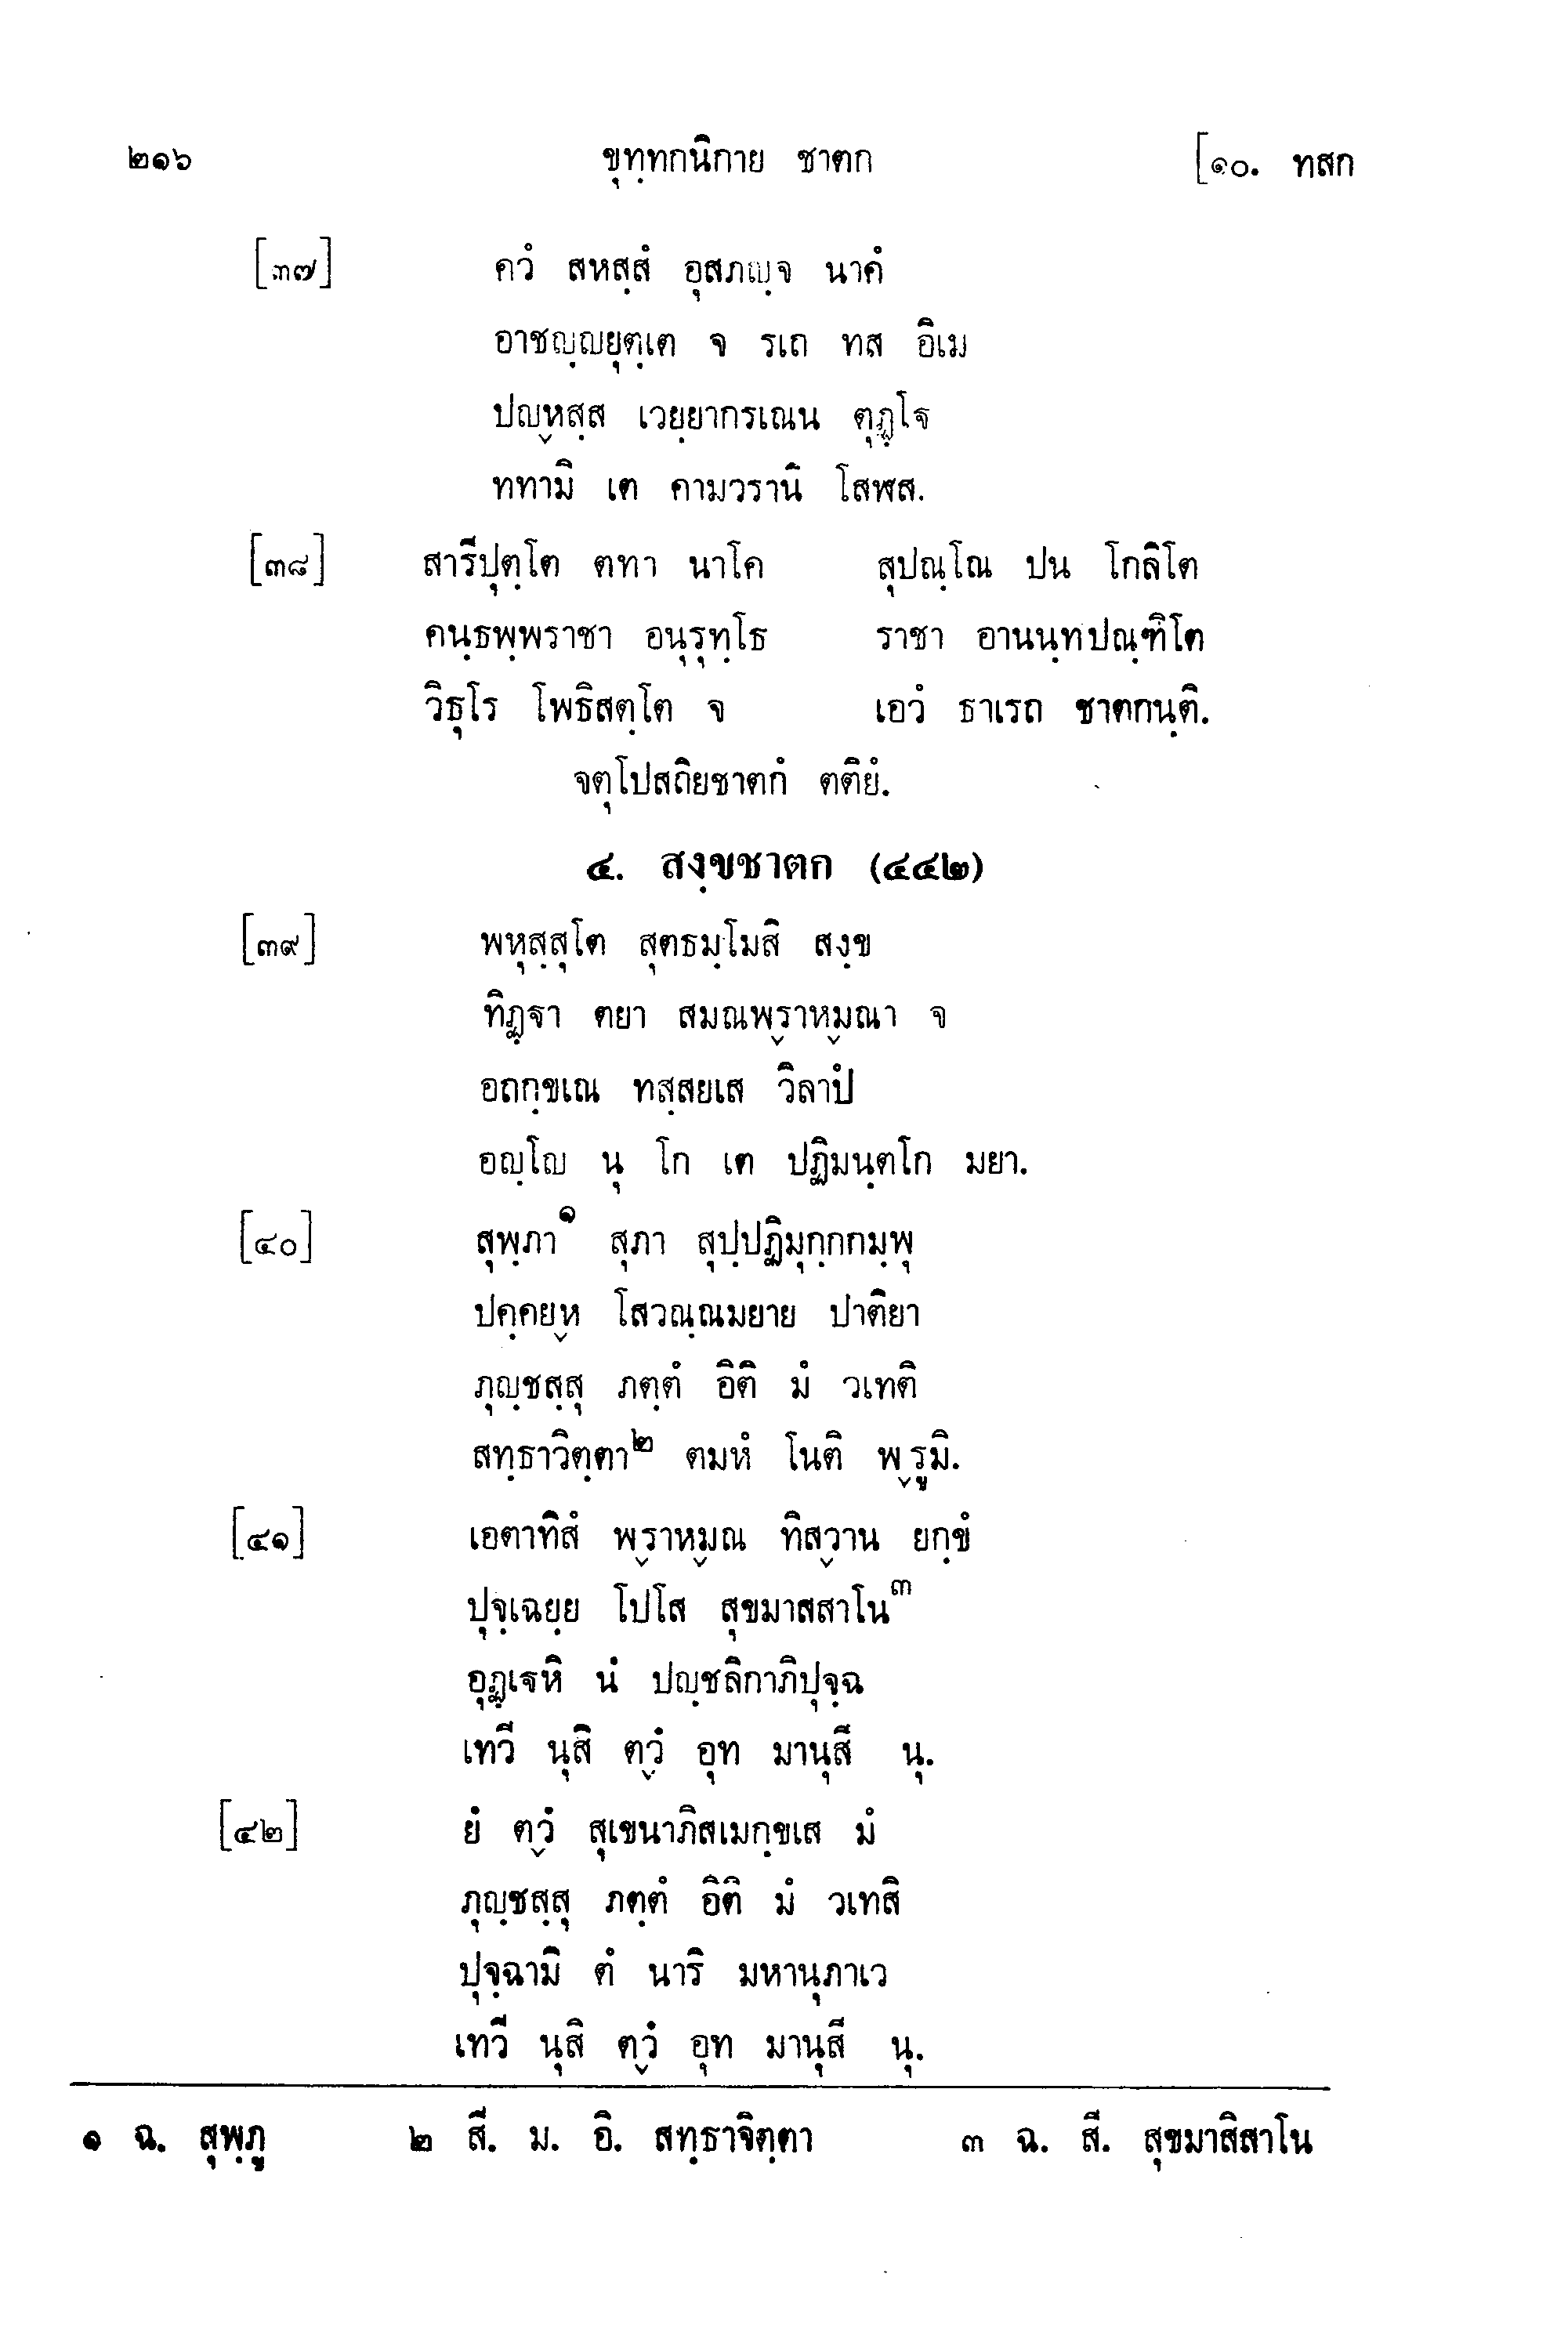 ๒๑๖ ขุทฺทกนิกาย ชาตก [๑๐. ทสก
[๓๗] ควํ สหสฺสํ อุสภญฺจ นาคํ
อาชญฺญยุตฺเต จ รเถ ทส อิเม
ปญฺหสฺส เวยฺยากรเณน ตุฏฺโฐ
ททามิ เต คามวรานิ โสฬส.
[๓๘] สารีปุตฺโต ตทา นาโค สุปณฺโณ ปน โกลิโต
คนฺธพฺพราชา อนุรุทฺโธ ราชา อานนฺทปณฺฑิโต
วิธุโร โพธิสตฺโต จ เอวํ ธาเรถ ชาตกนฺติ.
จตุโปสถิยชาตกํ ตติยํ.
๔. สงฺขชาตก (๔๔๒)
[๓๙] พหุสฺสุโต สุตธมฺโมสิ สงฺข
ทิฏฺฐา ตยา สมณพฺราหฺมณา จ
อถกฺขเณ ทสฺสยเส วิลาปํ
อญฺโญ นุ โก เต ปฏิมนฺตโก มยา.
[๔๐] สุพฺภา๑ สุภา สุปฺปฏิมุกฺกกมฺพุ
ปคฺคยฺห โสวณฺณมยาย ปาติยา
ภุญฺชสฺสุ ภตฺตํ อิติ มํ วเทติ
สทฺธาวิตฺตา๒ ตมหํ โนติ พฺรูมิ.
[๔๑] เอตาทิสํ พฺราหฺมณ ทิสฺวาน ยกฺขํ
ปุจฺเฉยฺย โปโส สุขมาสสาโน๓
อุฏฺเฐหิ นํ ปญฺชลิกาภิปุจฺฉ
เทวี นุสิ ตฺวํ อุท มานุสี นุ.
[๔๒] ยํ ตฺวํ สุเขนาภิสเมกฺขเส มํ
ภุญฺชสฺสุ ภตฺตํ อิติ มํ วเทสิ
ปุจฺฉามิ ตํ นาริ มหานุภาเว
เทวี นุสิ ตฺวํ อุท มานุสี นุ.
๑ ฉ. สุพฺภู ๒ สี. ม. อิ. สทฺธาจิตฺตา ๓ ฉ. สี. สุขมาสิสาโน